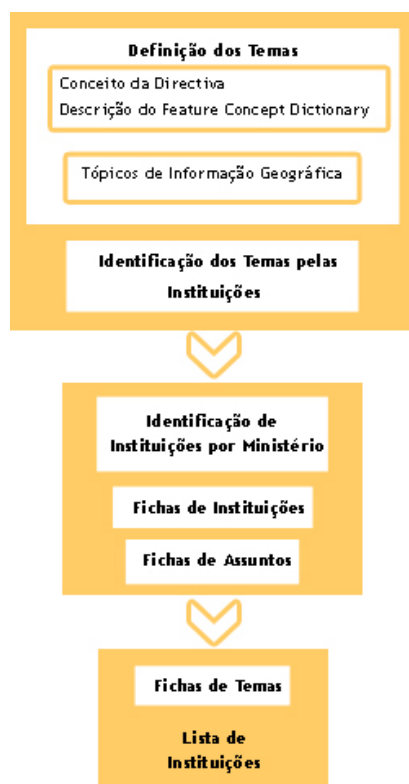 Definição dos Temas
Conceito da Directiva
Descrição do Feature Concept Dictionary
Tópicos de Informação Geográfica
Identificação dos Temas pelas
Instituições
Identificação de
Instituições por Ministério
Fichas de Instituições
Fichas de Assuntos
Fichas de Temas
Lista de
Instituições